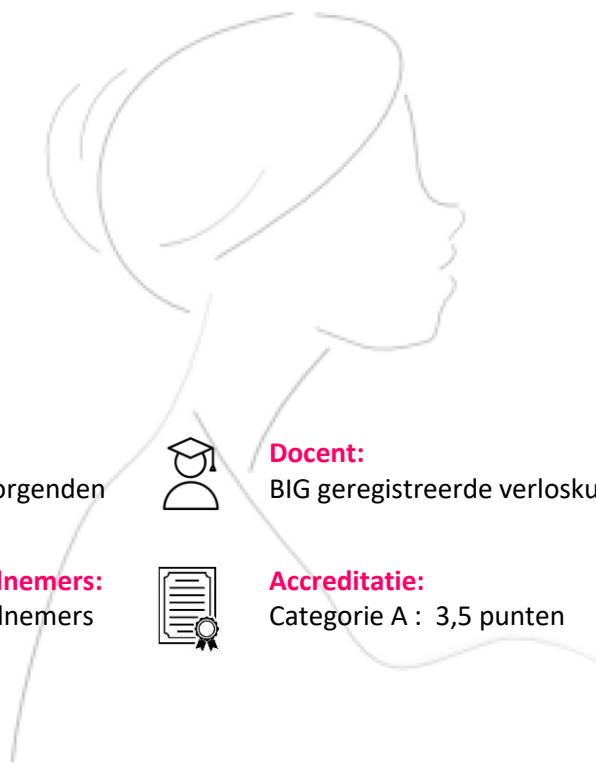 Docent:
orgenden BIG geregistreerde verlosku
lnemers: Accreditatie:
lnemers Categorie A : 3,5 punten